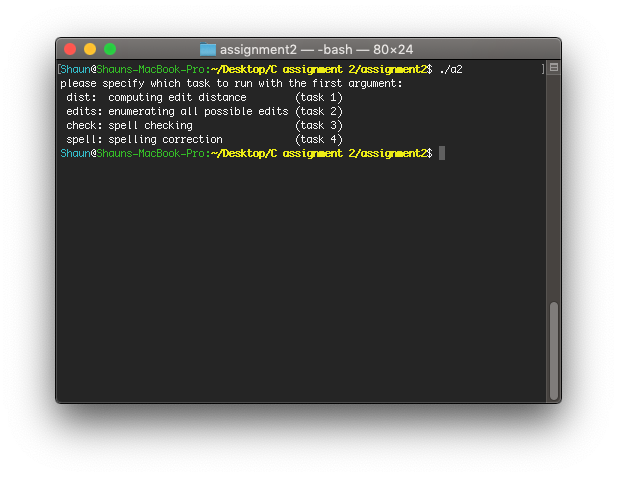 assignment2 — -bash — 80×24
[Shaun@Shauns-MacBook-Pro:~/Desktop/C assignment 2/assignment2$ ./a2 ]
please specify which task to run with the first argument:
 dist:  computing edit distance        (task 1)
 edits: enumerating all possible edits (task 2)
 check: spell checking                 (task 3)
 spell: spelling correction            (task 4)
Shaun@Shauns-MacBook-Pro:~/Desktop/C assignment 2/assignment2$